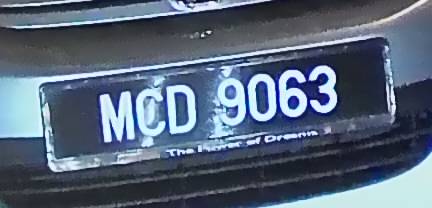 MCD 9063
The Power of Dreams